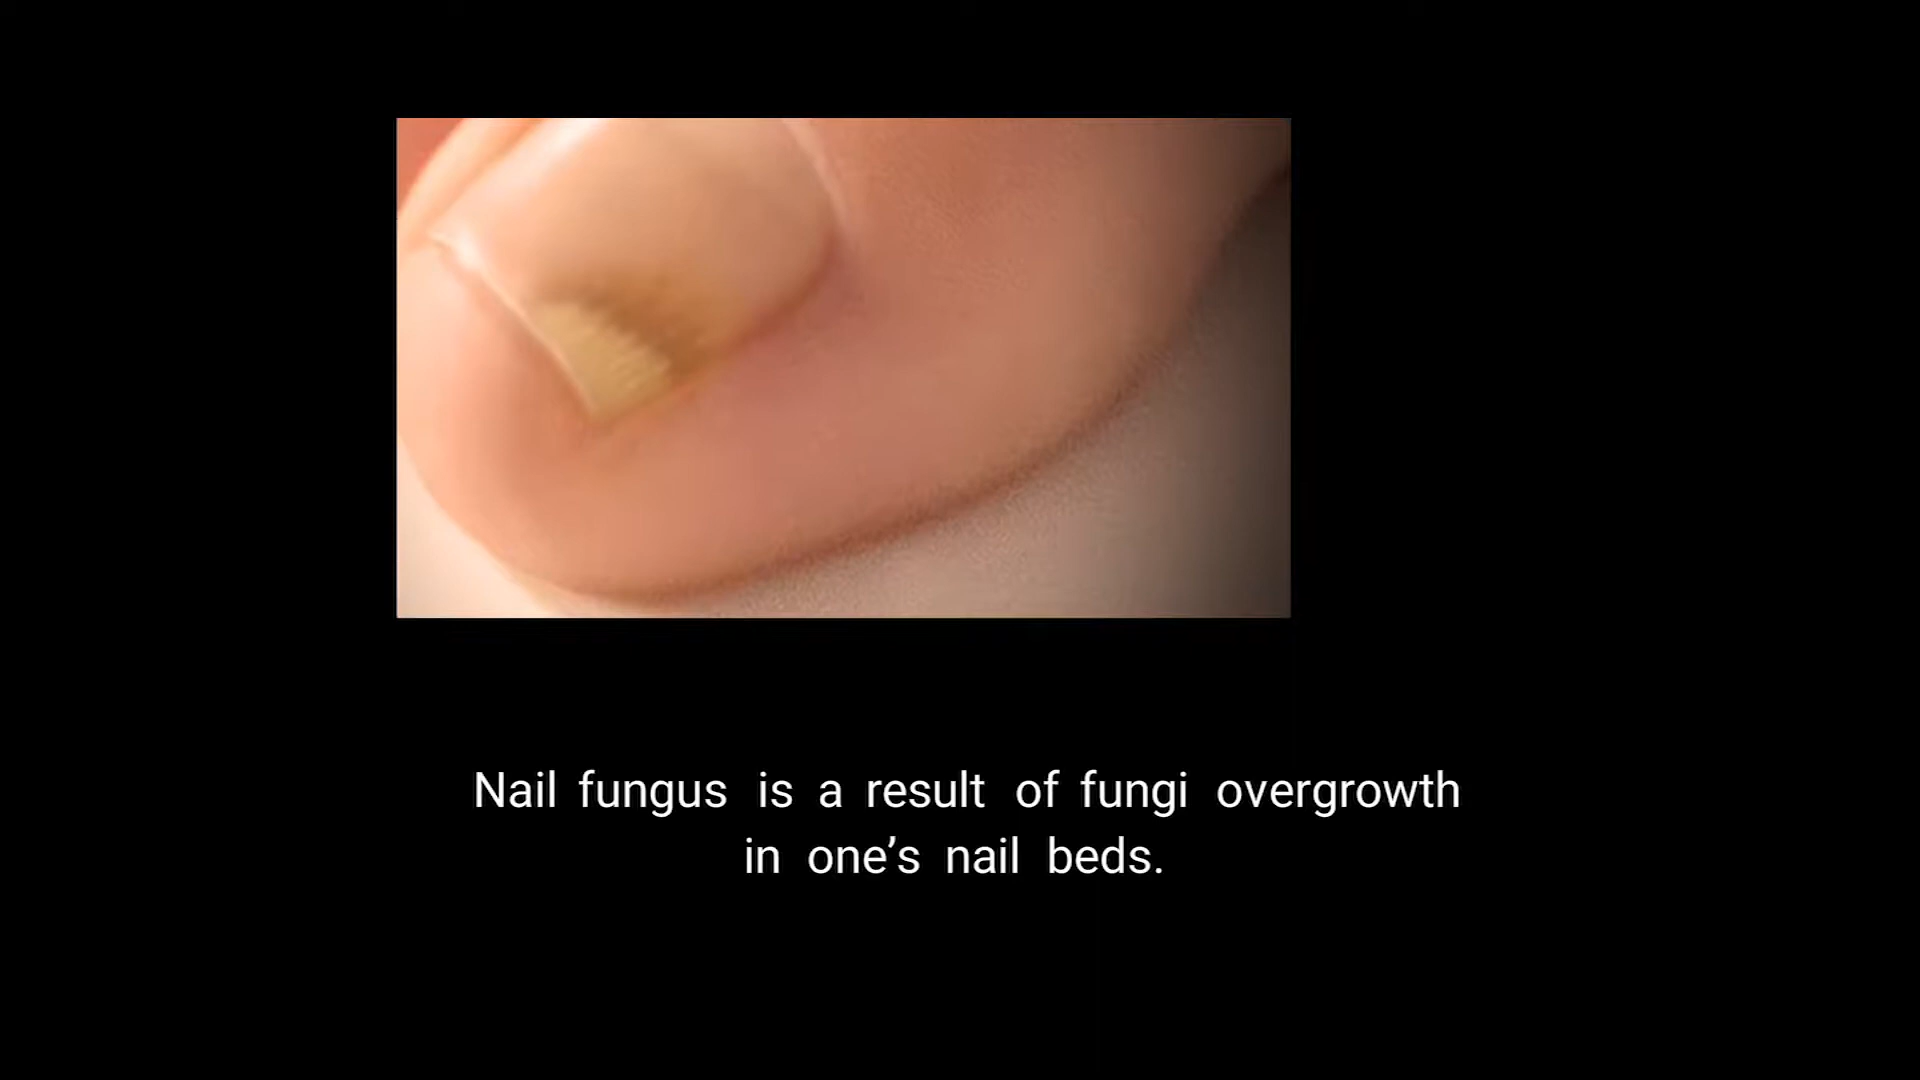 Nail fungus is a result of fungi overgrowth
in one’s nail beds.